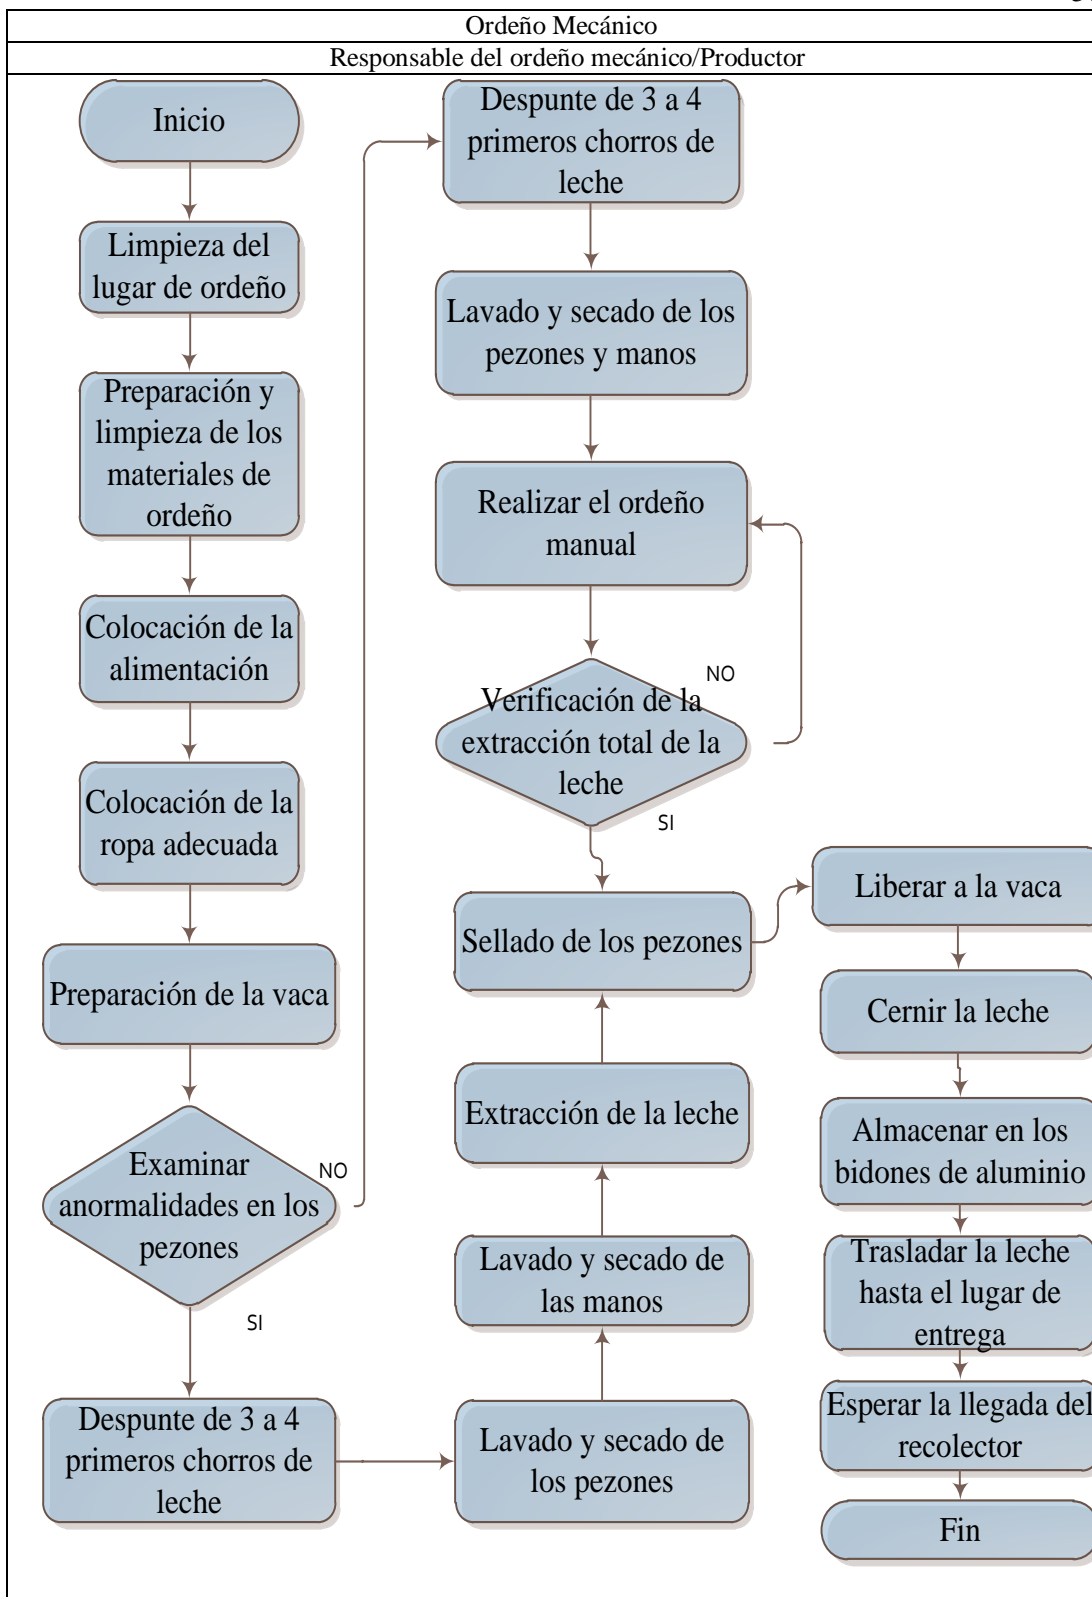 Ordeño Mecánico
Responsable del ordeño mecánico/Productor
Inicio
Limpieza del
lugar de ordeño
Preparación y
limpieza de los
materiales de
ordeño
Colocación de la
alimentación
Colocación de la
ropa adecuada
Preparación de la vaca
Examinar
anormalidades en los
pezones
NO
SI
Despunte de 3 a 4
primeros chorros de
leche
Despunte de 3 a 4
primeros chorros de
leche
Lavado y secado de los
pezones y manos
Realizar el ordeño
manual
Verificación de la
extracción total de la
leche
NO
SI
Sellado de los pezones
Extracción de la leche
Lavado y secado de
las manos
Lavado y secado de
los pezones
Liberar a la vaca
Cernir la leche
Almacenar en los
bidones de aluminio
Trasladar la leche
hasta el lugar de
entrega
Esperar la llegada del
recolector
Fin